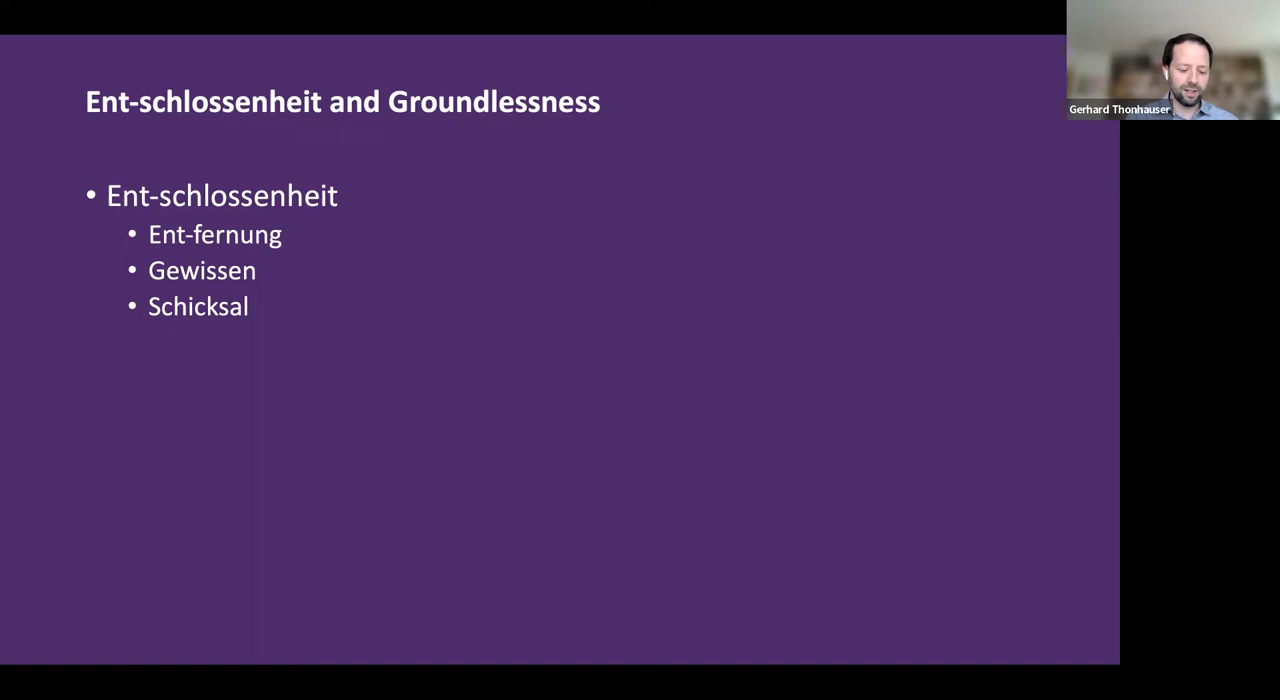 Ent-schlossenheit and Groundlessness
• Ent-schlossenheit
• Ent-fernung
• Gewissen
• Schicksal
Gerhard Thonhauser